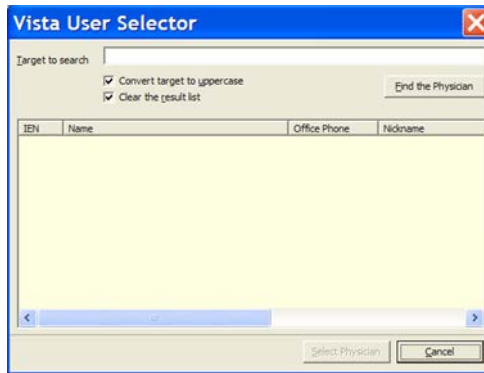 Vista User Selector
Target to search
Convert target to uppercase
Find the Physician
Clear the result list
IEN Name Office Phone Nickname
Select Physician Cancel